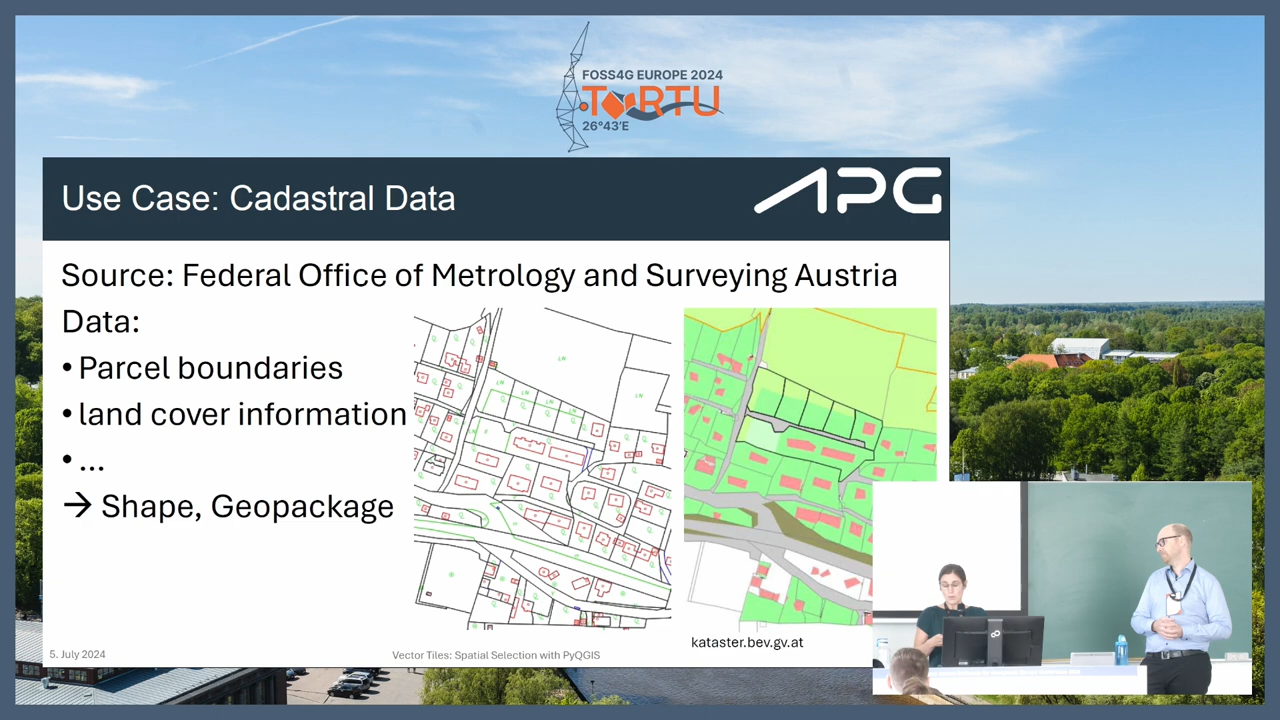 FOSS4G EUROPE 2024
TARTU
26°43'E
Use Case: Cadastral Data
APG
Source: Federal Office of Metrology and Surveying Austria
Data:
• Parcel boundaries
• land cover information
• ...
→ Shape, Geopackage
kataster.bev.gv.at
5. July 2024
Vector Tiles: Spatial Selection with PyQGIS